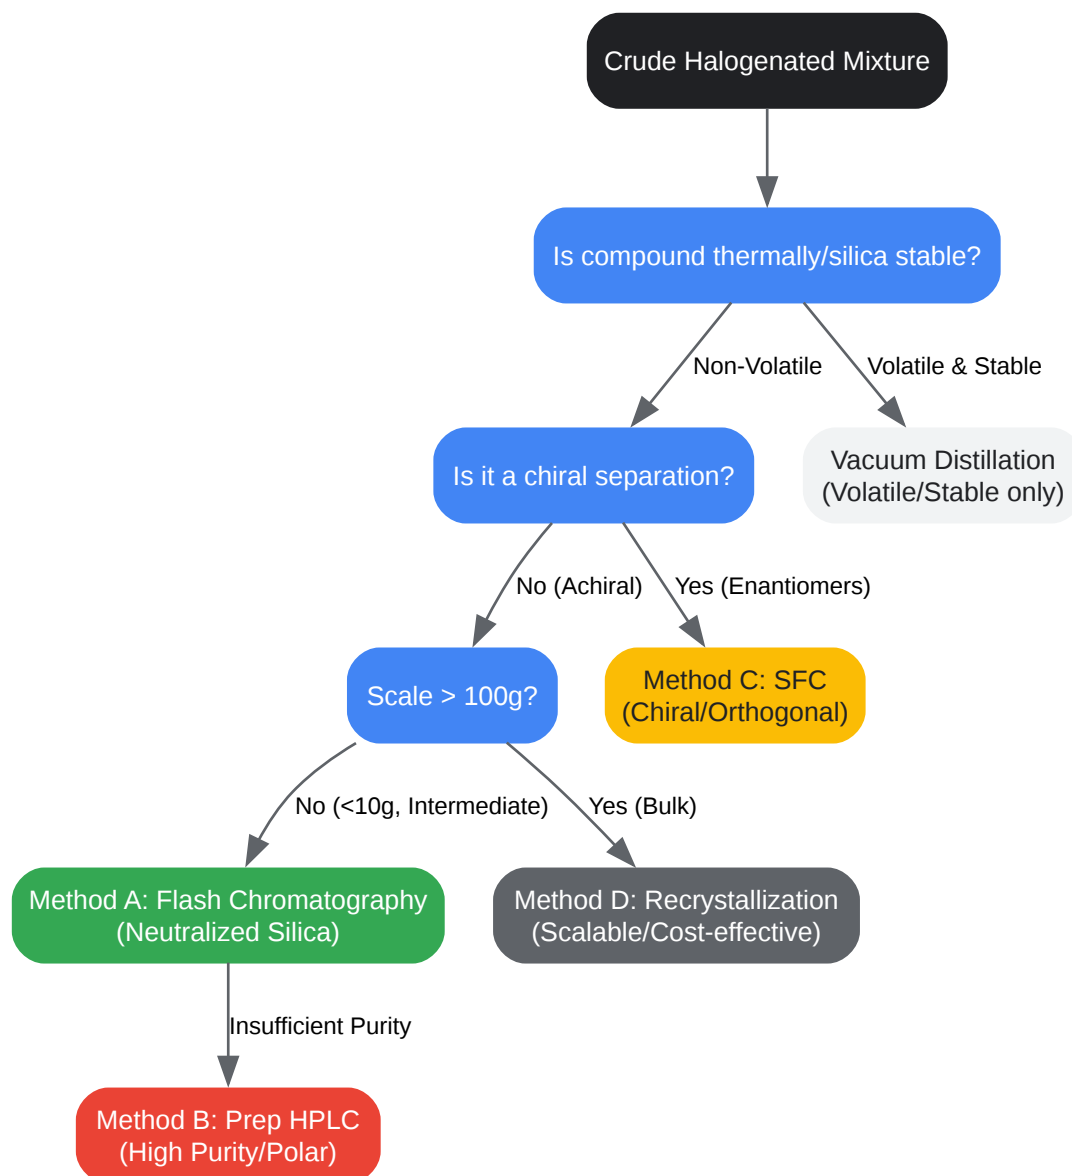 Crude Halogenated Mixture
Is compound thermally/silica stable?
Non-Volatile
Volatile & Stable
Is it a chiral separation?
Vacuum Distillation
(Volatile/Stable only)
No (Achiral)
Yes (Enantiomers)
Scale > 100g?
Method C: SFC
(Chiral/Orthogonal)
No (<10g, Intermediate)
Yes (Bulk)
Method A: Flash Chromatography
(Neutralized Silica)
Method D: Recrystallization
(Scalable/Cost-effective)
Insufficient Purity
Method B: Prep HPLC
(High Purity/Polar)